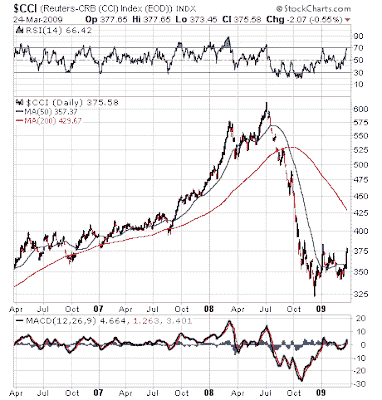 $CCI (Reuters-CRB (CCI) Index (EOD)) INDX © StockCharts.com
24-Mar-2009 Op 377.65 Hi 377.65 Lo 373.45 Cl 375.58 Chg -2.07 (-0.55%)
RSI(14) 66.42
90
70
50
30
10
$CCI (Daily) 375.58
MA(50) 357.37
MA(200) 429.67
600
575
550
525
500
475
450
425
400
375
350
325
Apr Jul Oct 07 Apr Jul Oct 08 Apr Jul Oct 09
MACD(12,26,9) 4.664, 1.263, 3.401
20
10
0
-10
-20
Apr Jul Oct 07 Apr Jul Oct 08 Apr Jul Oct 09